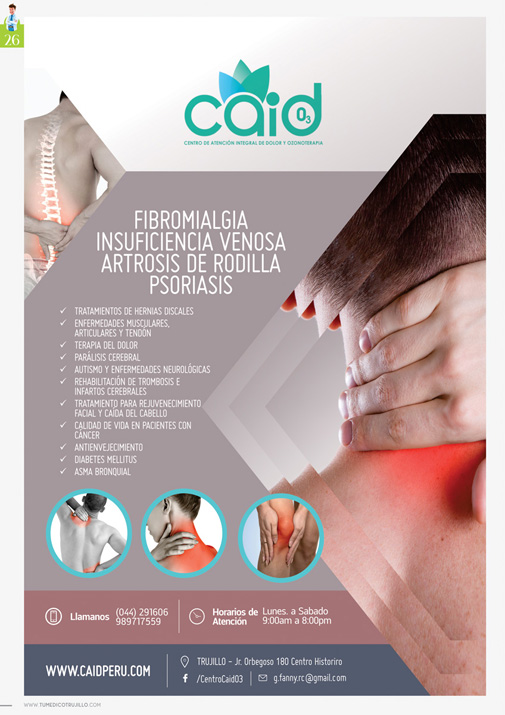 26
caid O3
CENTRO DE ATENCIÓN INTEGRAL DE DOLOR Y OZONOTERAPIA
FIBROMIALGIA
INSUFICIENCIA VENOSA
ARTROSIS DE RODILLA
PSORIASIS
✓ TRATAMIENTOS DE HERNIAS DISCALES
✓ ENFERMEDADES MUSCULARES,
ARTICULARES Y TENDÓN
✓ TERAPIA DEL DOLOR
✓ PARÁLISIS CEREBRAL
✓ AUTISMO Y ENFERMEDADES NEUROLÓGICAS
✓ REHABILITACIÓN DE TROMBOSIS E
INFARTOS CEREBRALES
✓ TRATAMIENTO PARA REJUVENECIMIENTO
FACIAL Y CAÍDA DEL CABELLO
✓ CALIDAD DE VIDA EN PACIENTES CON
CÁNCER
✓ ANTIENVEJECIMIENTO
✓ DIABETES MELLITUS
✓ ASMA BRONQUIAL
Llamanos (044) 291606
989717559
Horarios de Atención
Lunes. a Sabado
9:00am a 8:00pm
WWW.CAIDPERU.COM
TRUJILLO – Jr. Orbegoso 180 Centro Historiro
/CentroCaidO3
g.fanny.rc@gmail.com
WWW.TUMEDICOTRUJILLO.COM